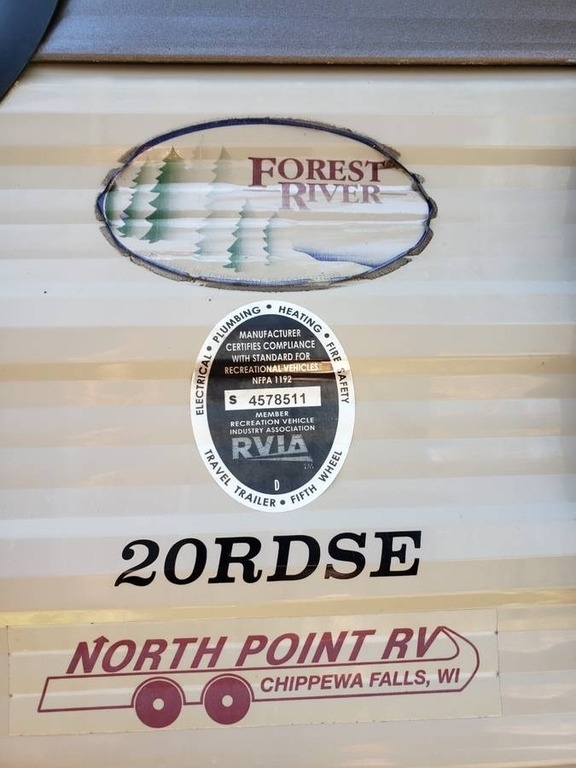 FOREST
RIVER
ELECTRICAL • PLUMBING • HEATING • FIRE SAFETY
MANUFACTURER
CERTIFIES COMPLIANCE
WITH STANDARD FOR
RECREATIONAL VEHICLES
NFPA 1192
S 4578511
MEMBER
RECREATION VEHICLE
INDUSTRY ASSOCIATION
RVIA
TM
D
TRAVEL TRAILER • FIFTH WHEEL
20RDSE
NORTH POINT RV
CHIPPEWA FALLS, WI